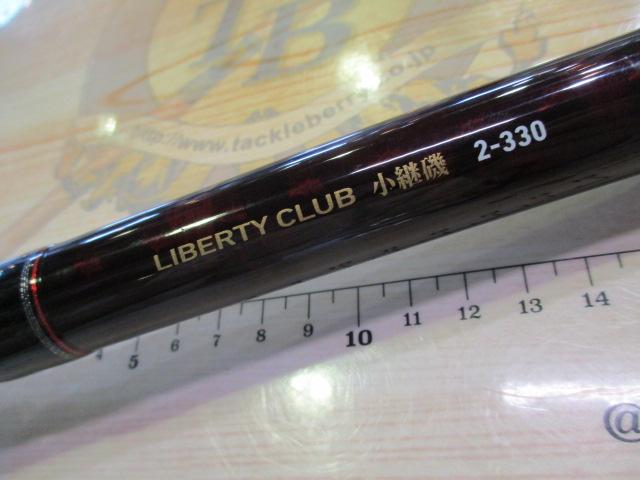 TB
http://www.tackleberry.co.jp
LIBERTY CLUB 小継磯 2-330
4 5 6 7 8 9 10 11 12 13 14
@